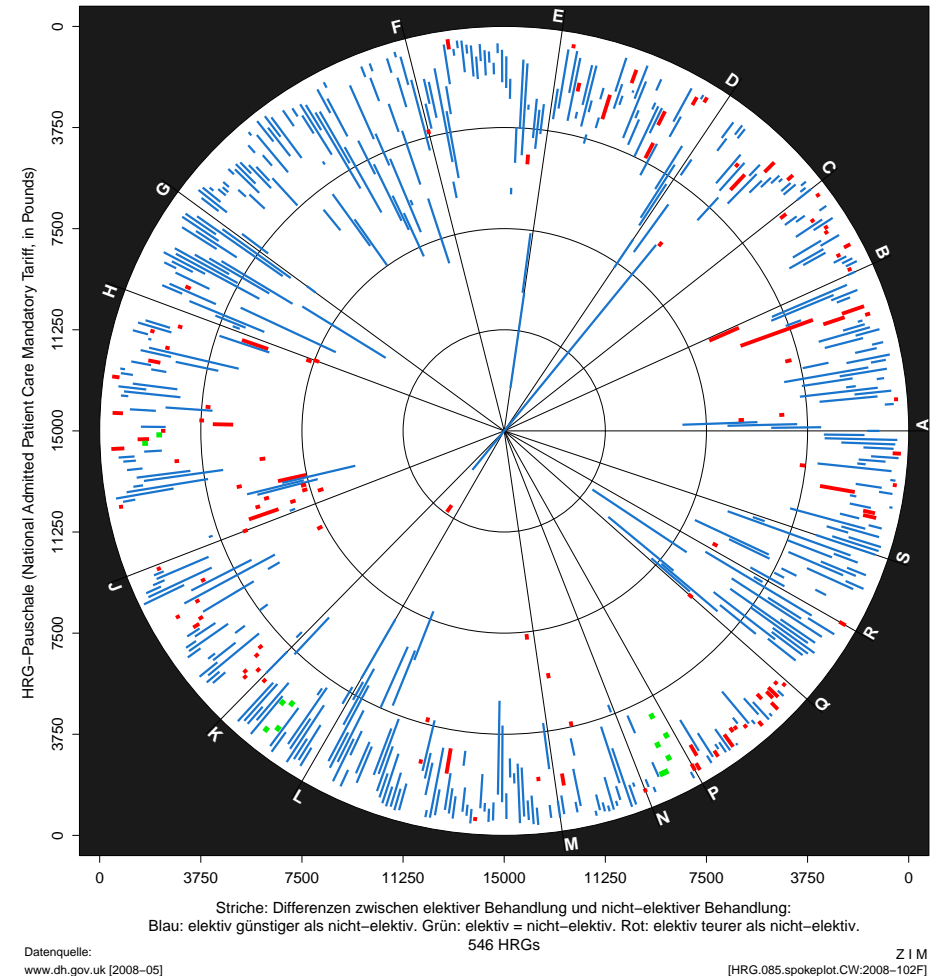 HRG−Pauschale (National Admitted Patient Care Mandatory Tariff, in Pounds)
0
3750
7500
11250
15000
11250
7500
3750
0
F
E
D
C
B
A
S
R
Q
P
N
M
L
K
J
H
G
0 3750 7500 11250 15000 11250 7500 3750 0
Striche: Differenzen zwischen elektiver Behandlung und nicht−elektiver Behandlung:
Blau: elektiv günstiger als nicht−elektiv. Grün: elektiv = nicht−elektiv. Rot: elektiv teurer als nicht−elektiv.
546 HRGs
Datenquelle:
www.dh.gov.uk [2008−05]
Z I M
[HRG.085.spokeplot.CW:2008−102F]